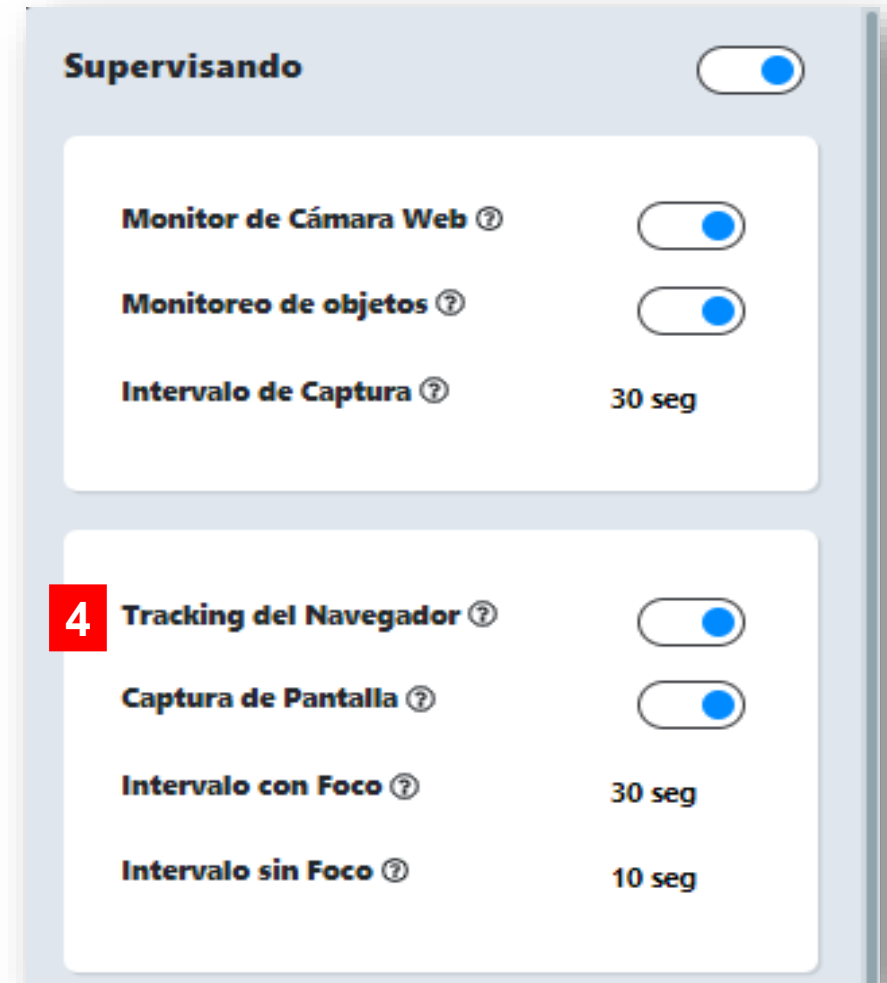 Supervisando
Monitor de Cámara Web ?
Monitoreo de objetos ?
Intervalo de Captura ? 30 seg
4 Tracking del Navegador ?
Captura de Pantalla ?
Intervalo con Foco ? 30 seg
Intervalo sin Foco ? 10 seg